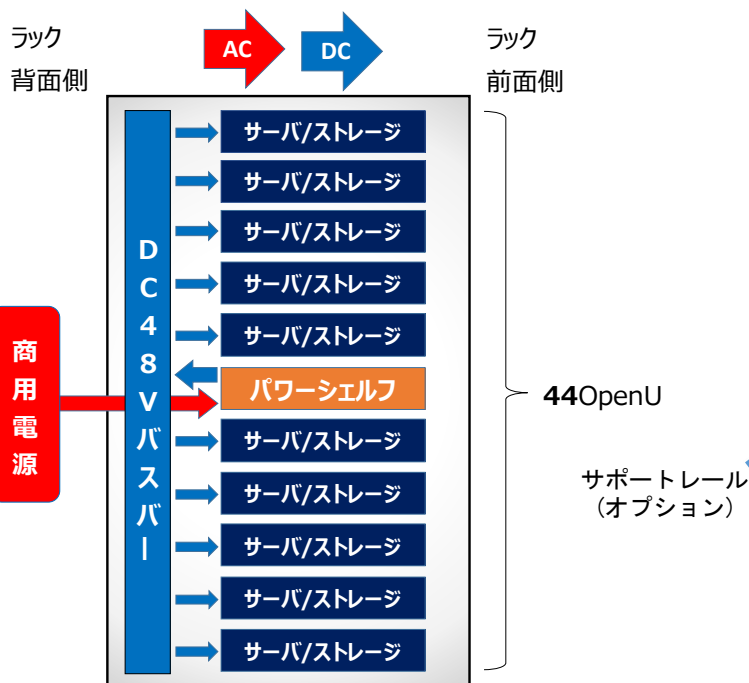 ラック
背面側
AC
DC
ラック
前面側
サーバ/ストレージ
サーバ/ストレージ
サーバ/ストレージ
サーバ/ストレージ
サーバ/ストレージ
パワーシェルフ
サーバ/ストレージ
サーバ/ストレージ
サーバ/ストレージ
サーバ/ストレージ
サーバ/ストレージ
DC48Vバスバー
商用電源
44OpenU
サポートレール
（オプション）